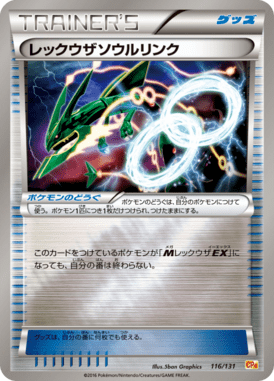 TRAINER'S
グッズ
レックウザソウルリンク
ポケモンのどうぐ
ポケモンのどうぐは、自分のポケモンにつけて
使う。ポケモン1匹につき1枚だけつけられ、つけたままにする。
このカードをつけているポケモンが「MレックウザEX」に
なっても、自分の番は終わらない。
グッズは、自分の番に何枚でも使える。
Illus.5ban Graphics
CP6
116/131
©2016 Pokémon/Nintendo/Creatures/GAME FREAK.